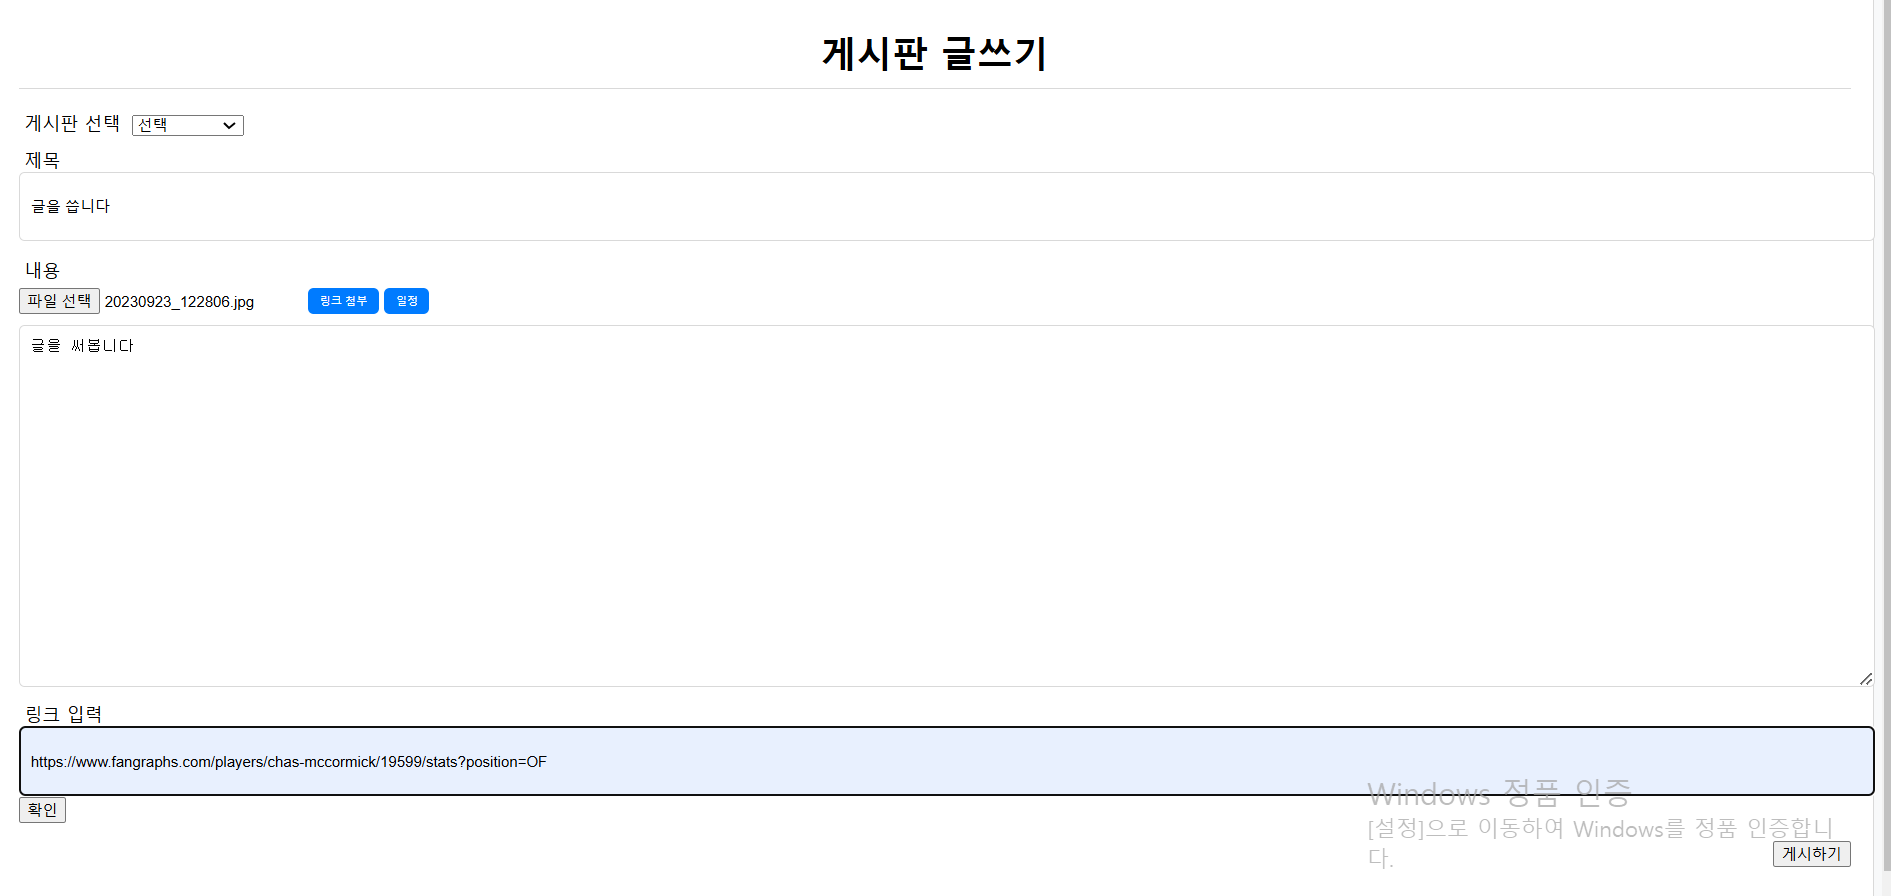 게시판 글쓰기
게시판 선택 선택
제목
글을 씁니다
내용
파일 선택 20230923_122806.jpg 링크 첨부 일정
글을 써봅니다
링크 입력
https://www.fangraphs.com/players/chas-mccormick/19599/stats?position=OF
확인
Windows 정품 인증
[설정]으로 이동하여 Windows를 정품 인증합니
다.
게시하기